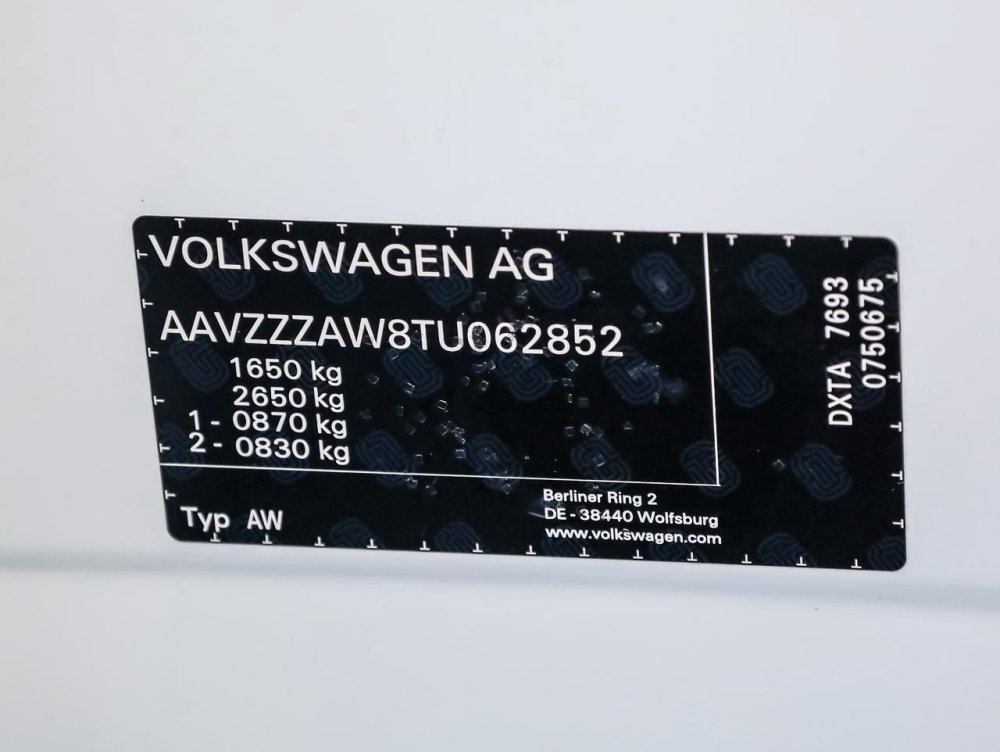 VOLKSWAGEN AG
AAVZZZAW8TU062852
1650 kg
2650 kg
1 - 0870 kg
2 - 0830 kg
Typ AW
Berliner Ring 2
DE - 38440 Wolfsburg
www.volkswagen.com
DXTA 7693
0750675